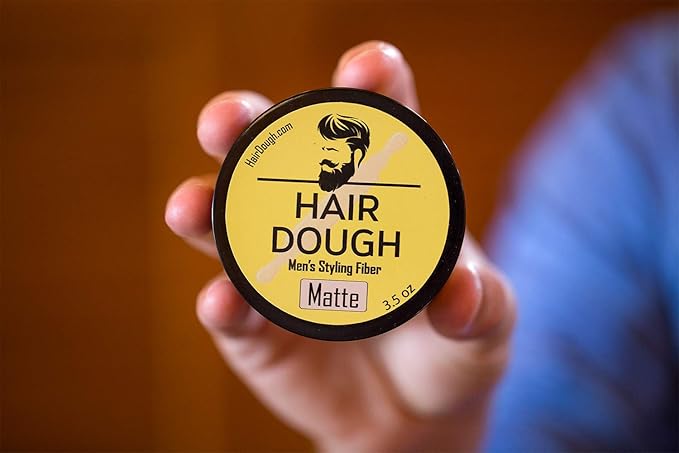 HairDough.com
HAIR
DOUGH
Men's Styling Fiber
Matte
3.5 oz